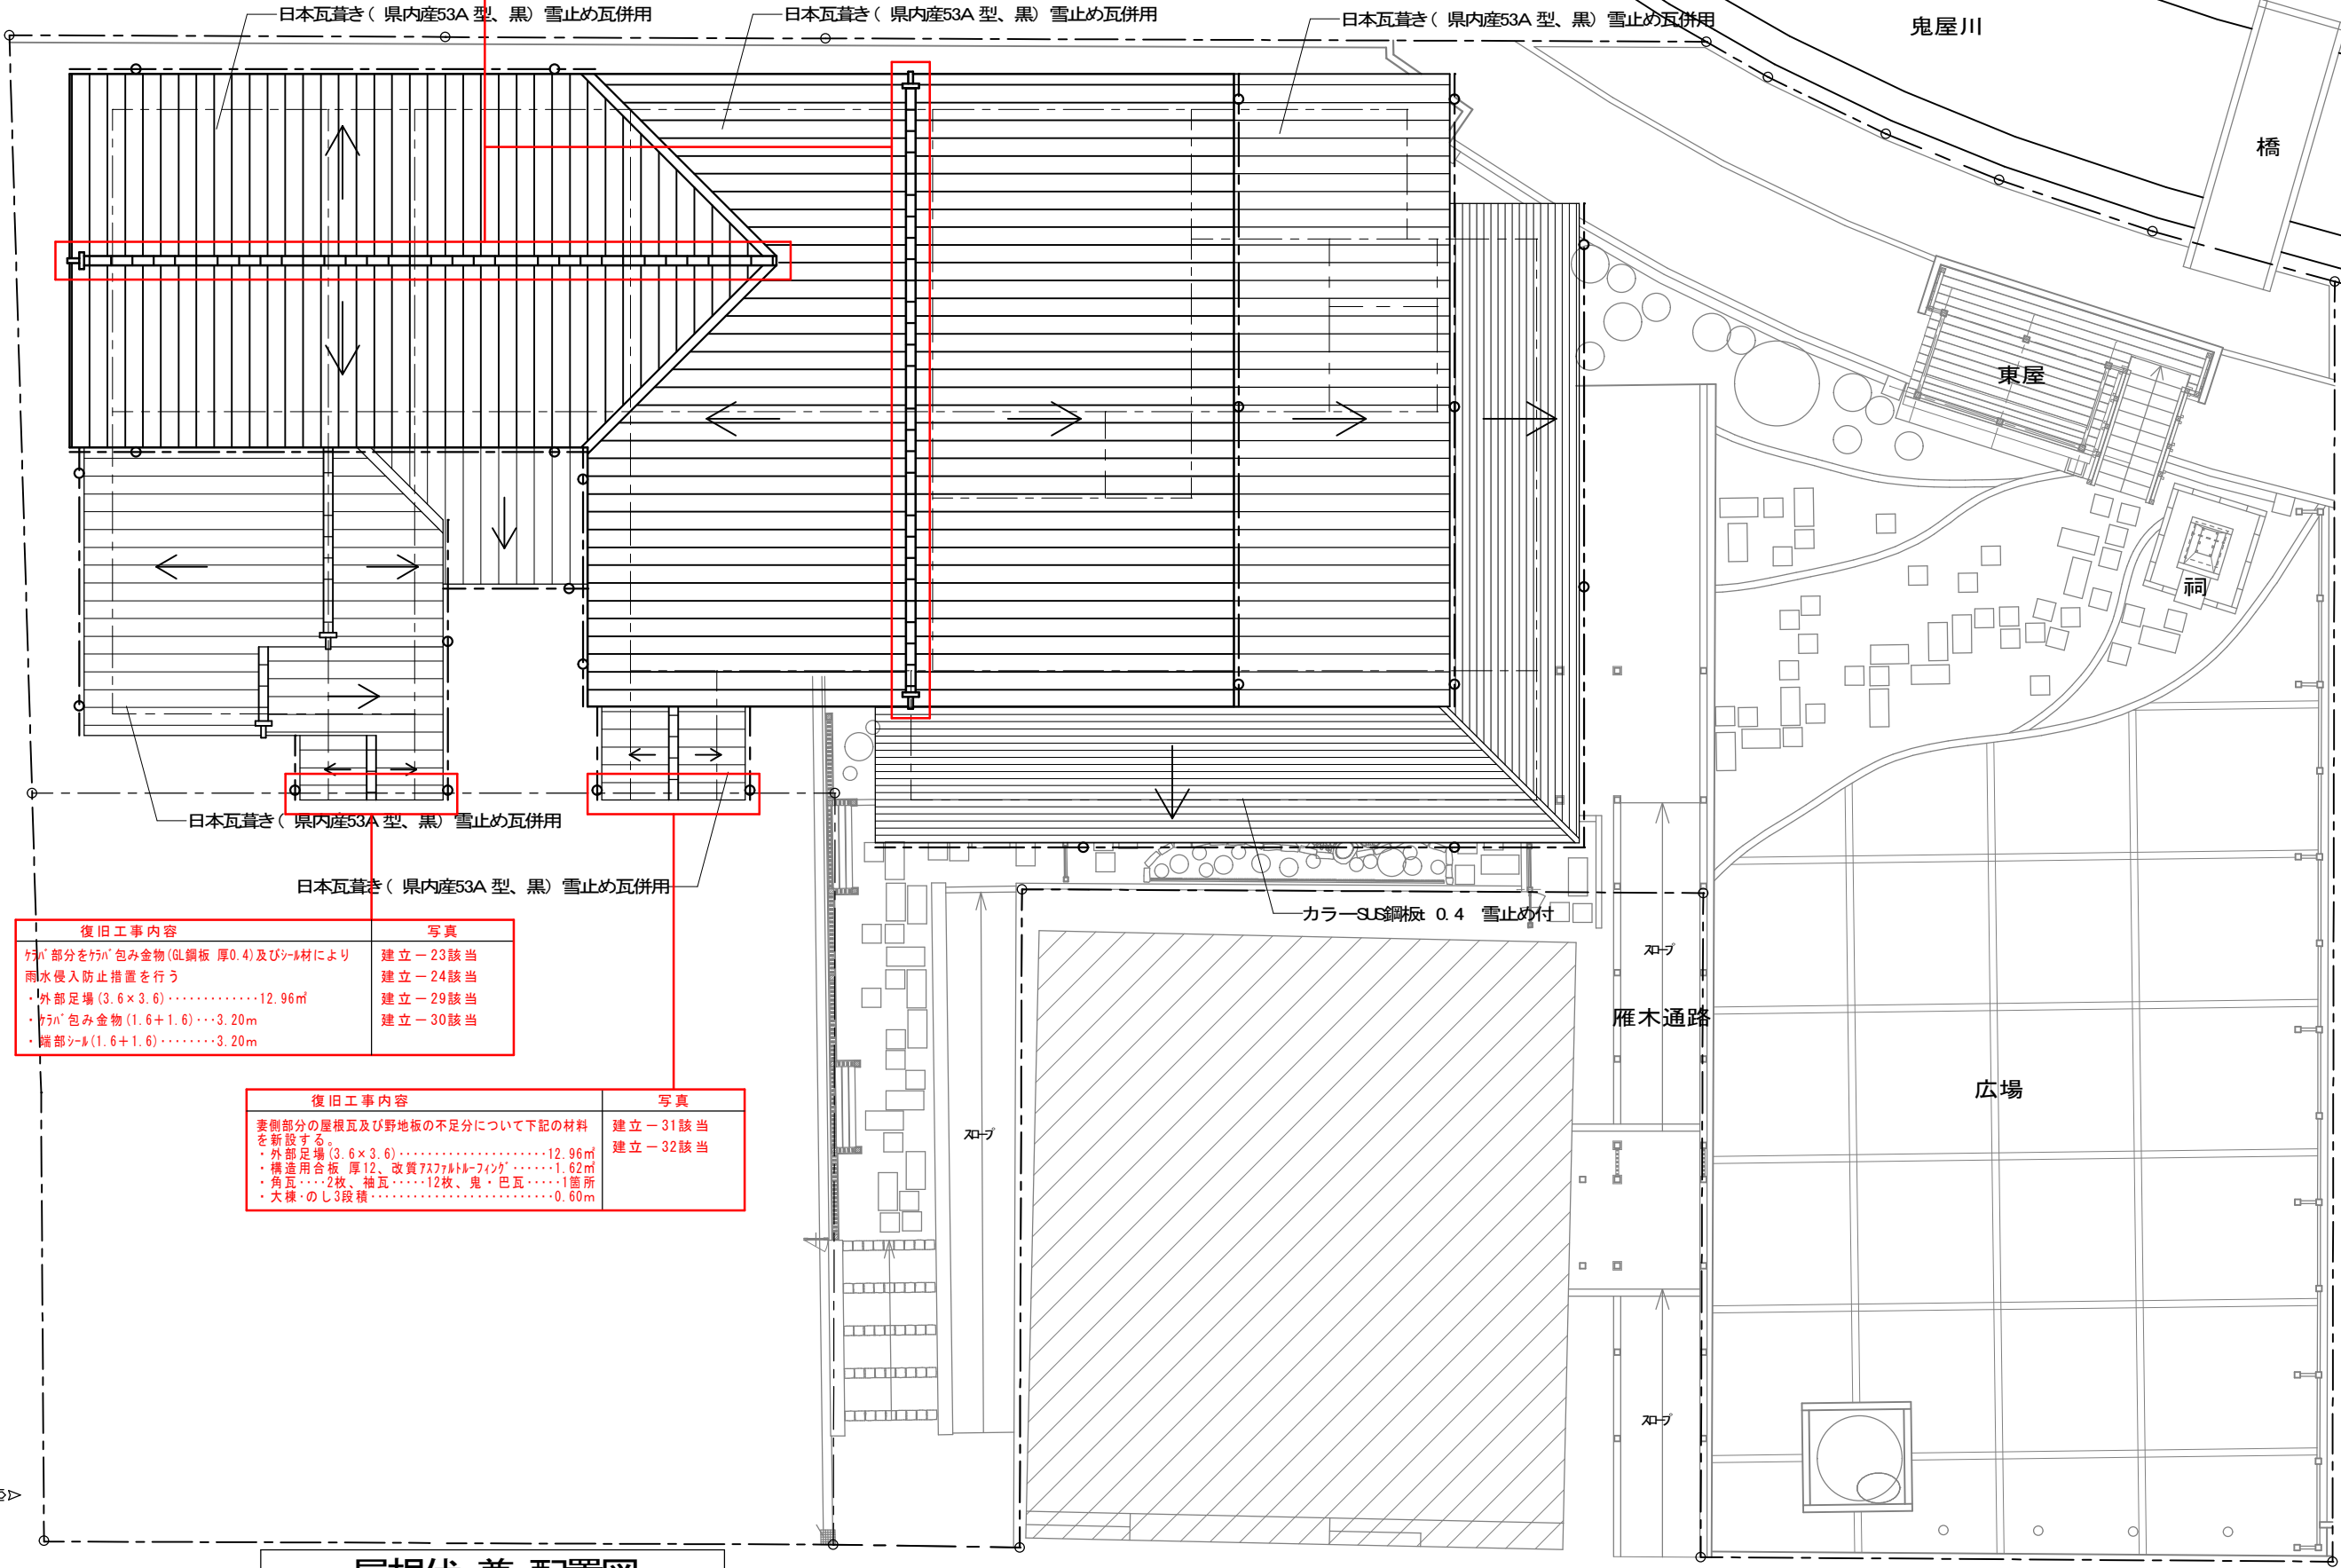 日本瓦葺き( 県内産53A 型、黒) 雪止め瓦併用
日本瓦葺き( 県内産53A 型、黒) 雪止め瓦併用
日本瓦葺き( 県内産53A 型、黒) 雪止め瓦併用
鬼屋川
橋
東屋
祠
日本瓦葺き( 県内産53A 型、黒) 雪止め瓦併用
日本瓦葺き( 県内産53A 型、黒) 雪止め瓦併用
カラーSUS鋼板t 0.4 雪止め付
復旧工事内容
写真
ケラバ部分をケラバ包み金物(GL鋼板 厚0.4)及びシール材により
雨水侵入防止措置を行う
・外部足場(3.6×3.6)・・・・・・・・・・・・・12.96㎡
・ケラバ包み金物(1.6+1.6)・・・3.20m
・端部シール(1.6+1.6)・・・・・・・・3.20m
建立-23該当
建立-24該当
建立-29該当
建立-30該当
復旧工事内容
写真
妻側部分の屋根瓦及び野地板の不足分について下記の材料
を新設する。
・外部足場(3.6×3.6)・・・・・・・・・・・・・・・・・・・・・12.96㎡
・構造用合板 厚12、改質アスファルトルーフィング・・・・・・1.62㎡
・角瓦・・・・2枚、袖瓦・・・・・12枚、鬼・巴瓦・・・・・1箇所
・大棟・のし3段積・・・・・・・・・・・・・・・・・・・・・・・・・・0.60m
建立-31該当
建立-32該当
スロープ
雁木通路
広場
スロープ
スロープ